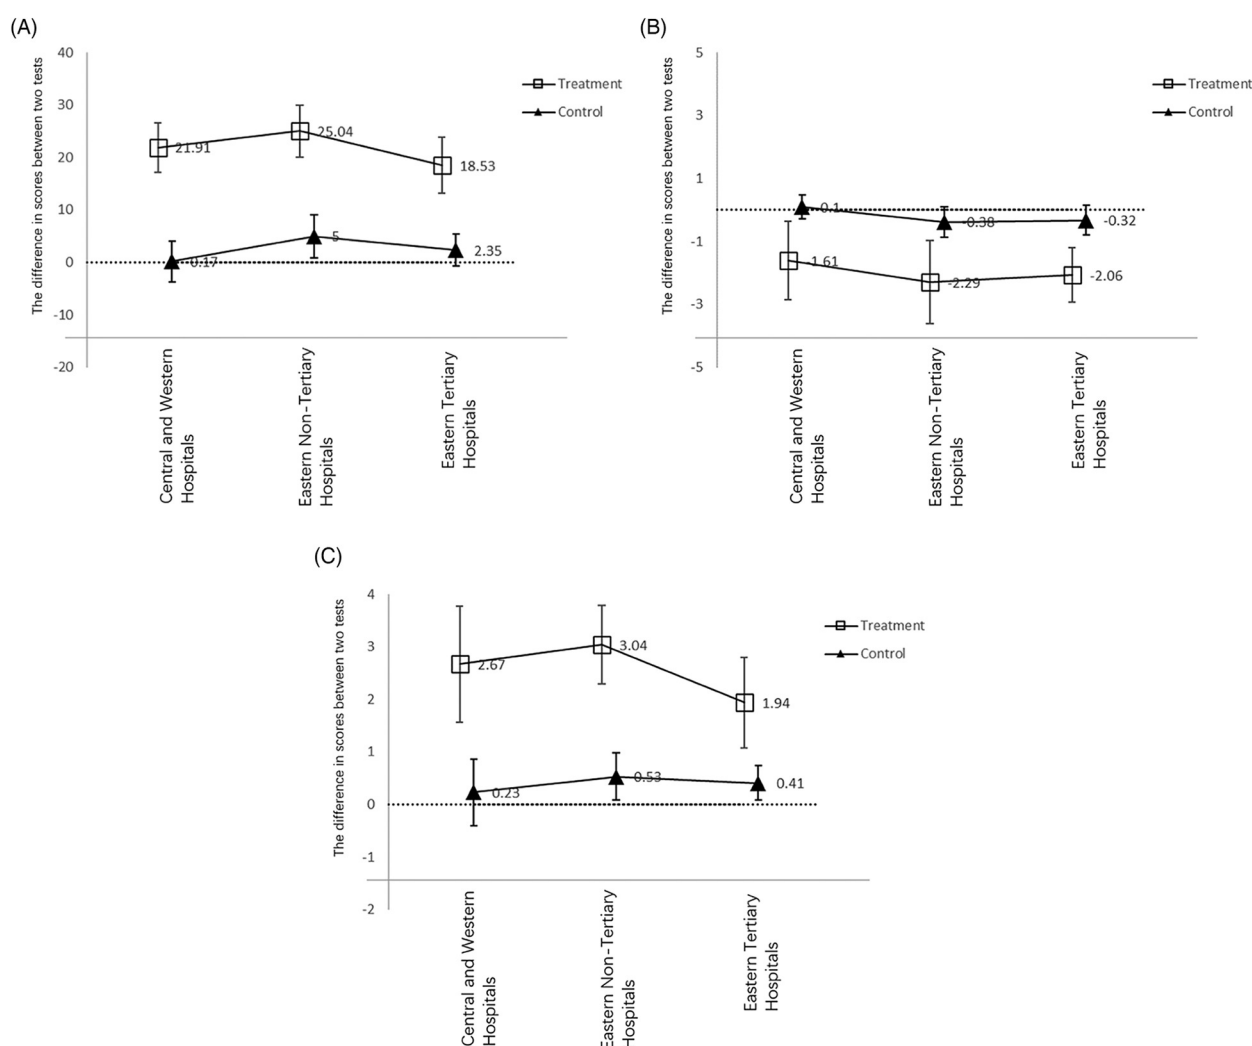 (A)
The difference in scores between two tests
40
30
20
10
0
-10
-20
21.91
25.04
18.53
0.17
5
2.35
Treatment
Control
Central and Western
Hospitals
Eastern Non-Tertiary
Hospitals
Eastern Tertiary
Hospitals
(B)
The difference in scores between two tests
5
3
1
-1
-3
-5
0.1
-0.38
-0.32
-1.61
-2.29
-2.06
Treatment
Control
Central and Western
Hospitals
Eastern Non-Tertiary
Hospitals
Eastern Tertiary
Hospitals
(C)
The difference in scores between two tests
4
3
2
1
0
-1
-2
2.67
3.04
1.94
0.23
0.53
0.41
Treatment
Control
Central and Western
Hospitals
Eastern Non-Tertiary
Hospitals
Eastern Tertiary
Hospitals